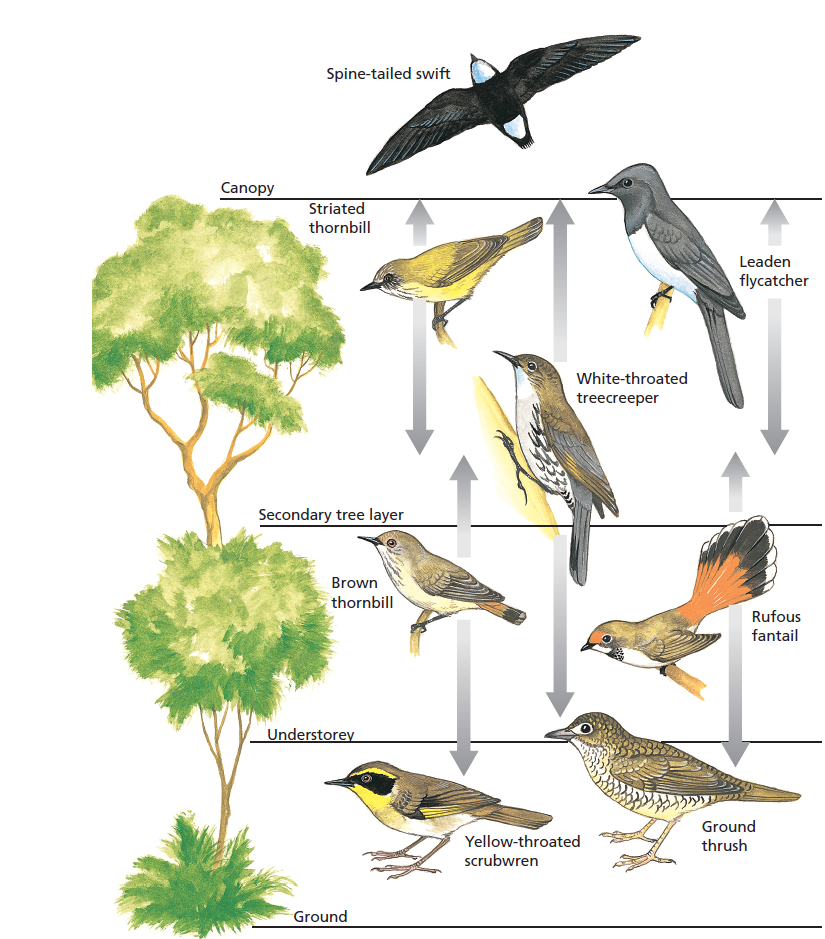 Spine-tailed swift
Canopy
Striated
thornbill
Leaden
flycatcher
White-throated
treecreeper
Secondary tree layer
Brown
thornbill
Rufous
fantail
Understorey
Yellow-throated
scrubwren
Ground
thrush
Ground